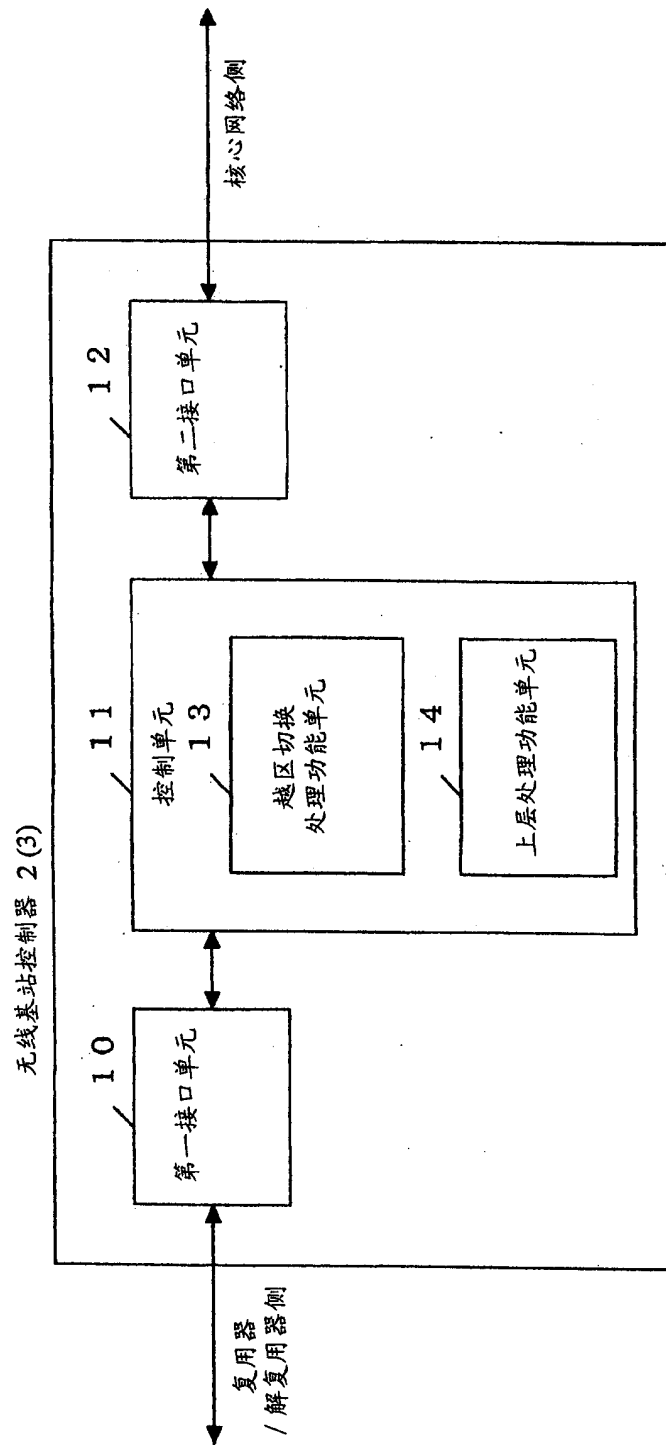 无线基站控制器 2 (3)
复用器
/ 解复用器侧
10
第一接口单元
11
控制单元
13
越区切换
处理功能单元
14
上层处理功能单元
12
第二接口单元
核心网络侧